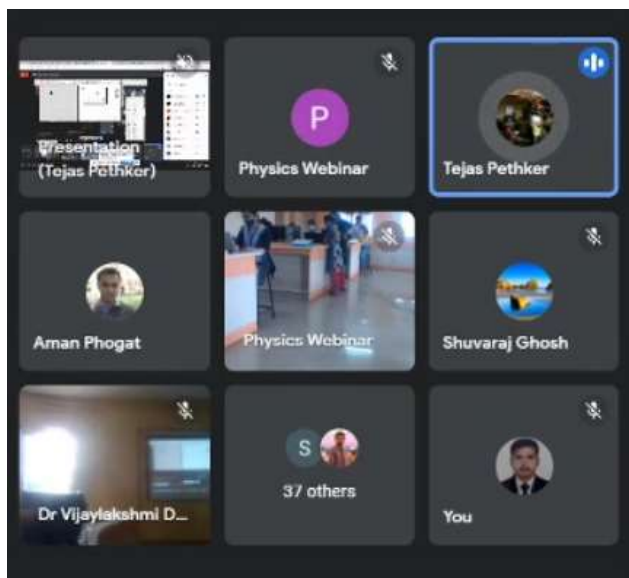 Presentation
(Tejas Pethker)
P
Physics Webinar
Tejas Pethker
Aman Phogat
Physics Webinar
Shuvaraj Ghosh
Dr Vijaylakshmi D...
S
37 others
You